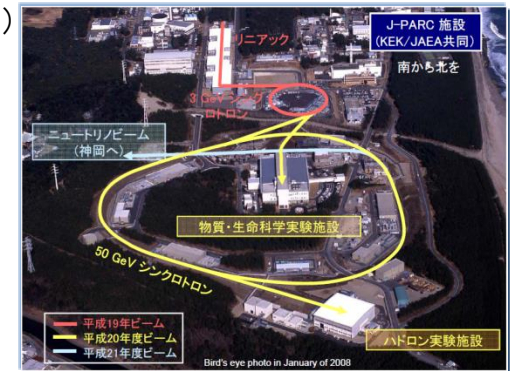 )
J-PARC 施設
(KEK/JAEA共同)
南から北を
リニアック
3 GeV シンク
ロトロン
ニュートリノビーム
(神岡へ)
物質・生命科学実験施設
50 GeV シンクロトロン
ハドロン実験施設
平成19年ビーム
平成20年度ビーム
平成21年度ビーム
Bird's eye photo in January of 2008